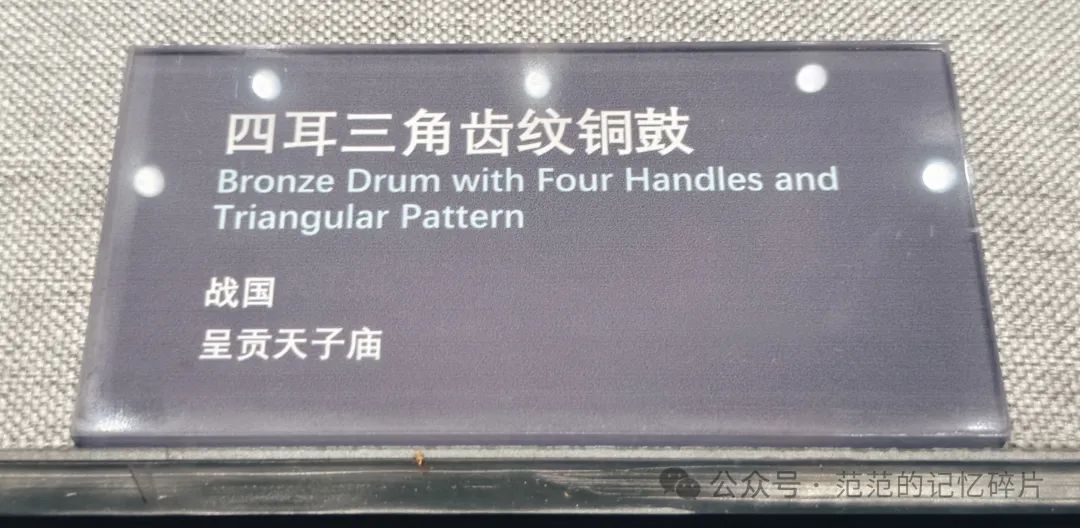 四耳三角齿纹铜鼓
Bronze Drum with Four Handles and
Triangular Pattern
战国
呈贡天子庙
公众号 · 范范的记忆碎片